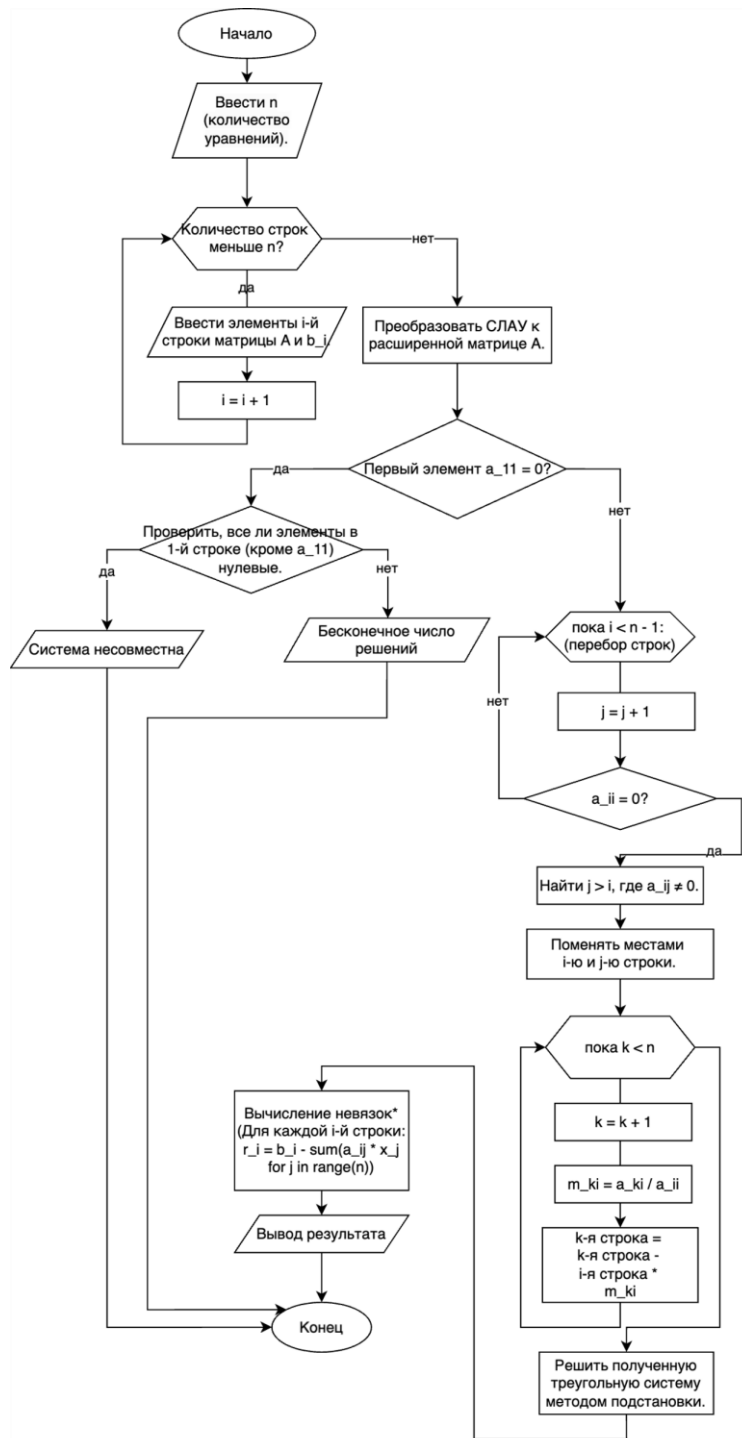 Начало
Ввести n
(количество
уравнений).
Количество строк
меньше n?
нет
да
Ввести элементы i-й
строки матрицы A и b_i.
i = i + 1
Преобразовать СЛАУ к
расширенной матрице A.
Первый элемент a_11 = 0?
да
нет
Проверить, все ли элементы в
1-й строке (кроме a_11)
нулевые.
да
нет
Система несовместна
Бесконечное число
решений
пока i < n - 1:
(перебор строк)
нет
j = j + 1
a_ii = 0?
да
Найти j > i, где a_ij ≠ 0.
Поменять местами
i-ю и j-ю строки.
пока k < n
k = k + 1
m_ki = a_ki / a_ii
k-я строка =
k-я строка -
i-я строка *
m_ki
Решить полученную
треугольную систему
методом подстановки.
Вычисление невязок*
(Для каждой i-й строки:
r_i = b_i - sum(a_ij * x_j
for j in range(n))
Вывод результата
Конец